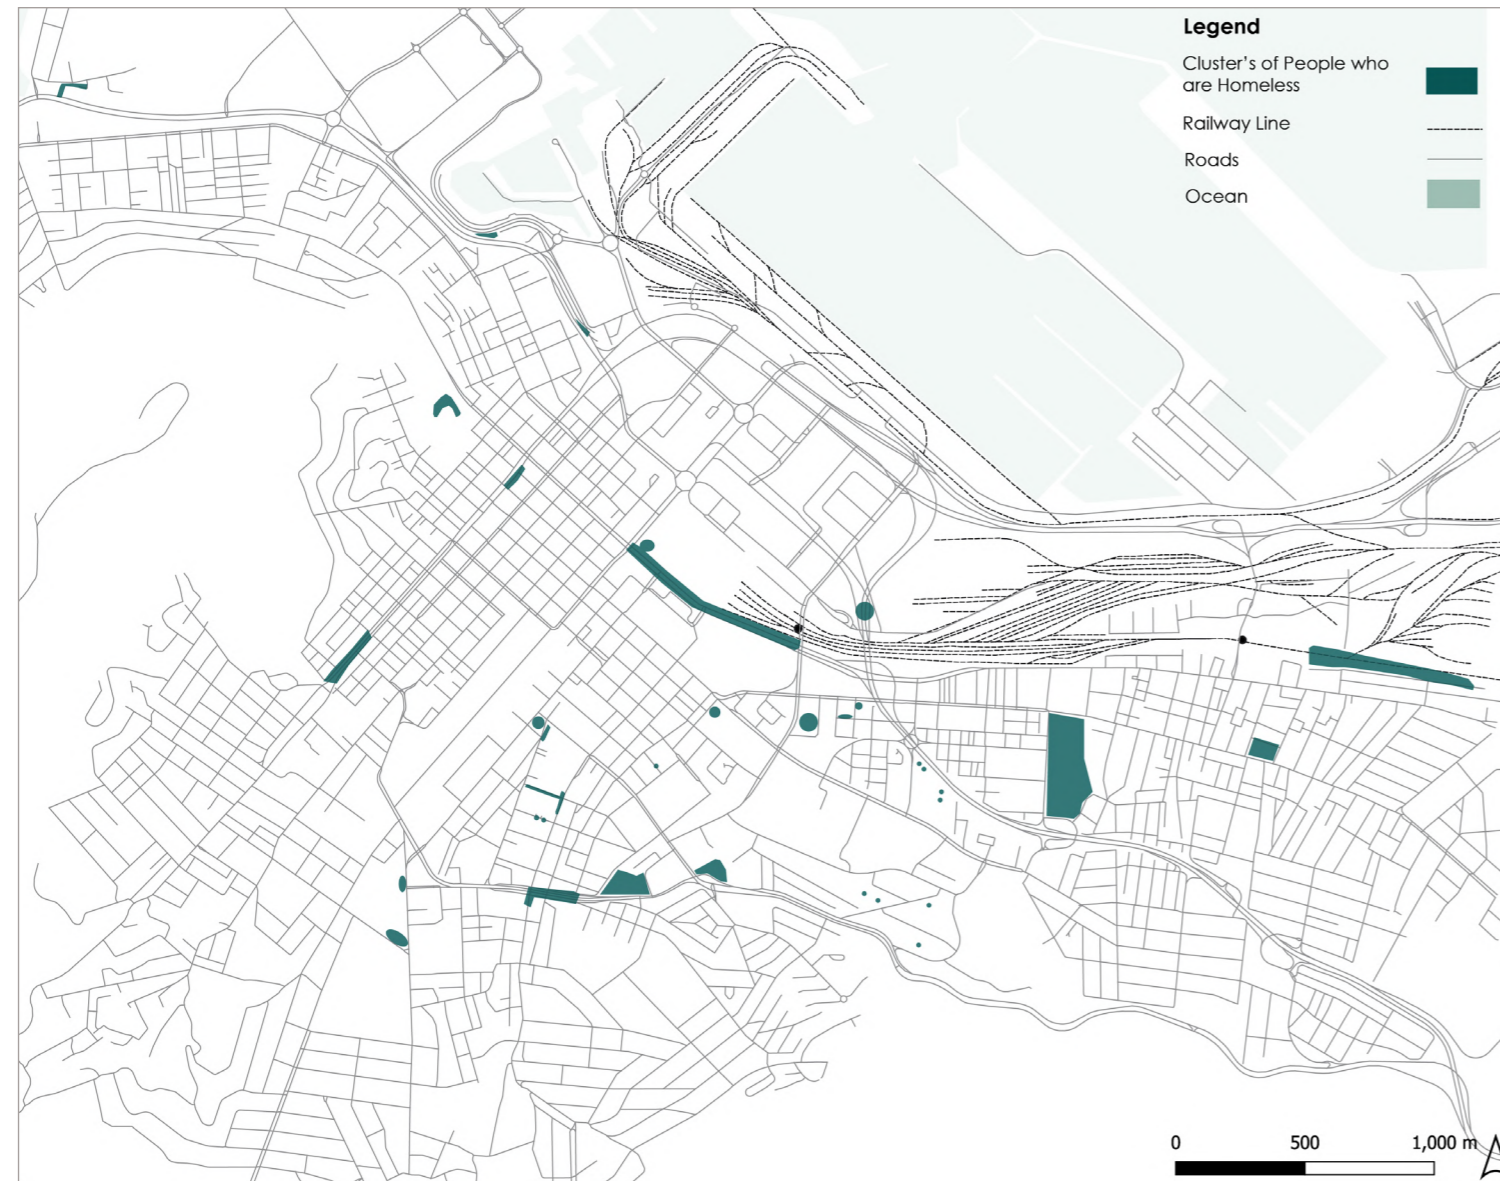 Legend
Cluster's of People who
are Homeless
Railway Line
Roads
Ocean
0 500 1,000 m